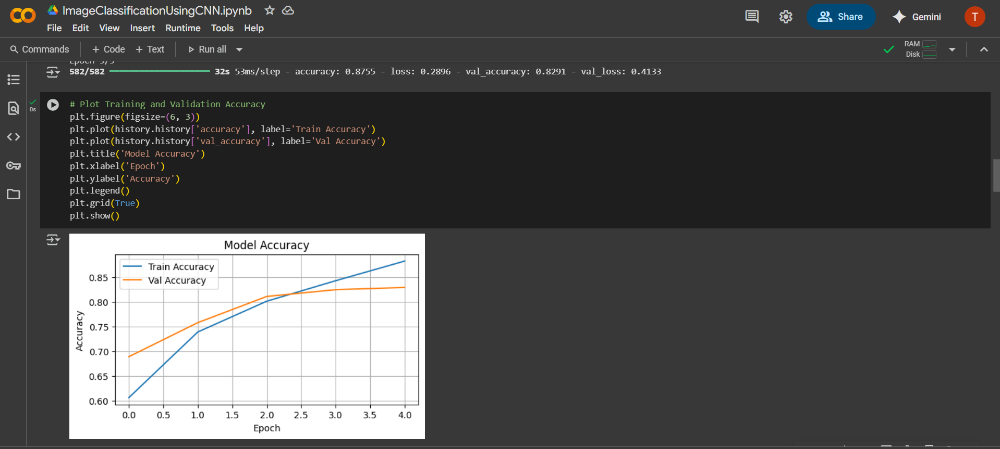 ImageClassificationUsingCNN.ipynb
File Edit View Insert Runtime Tools Help
Share
Gemini
T
Commands + Code + Text Run all
RAM
Disk
Epoch 5/5
582/582 32s 53ms/step - accuracy: 0.8755 - loss: 0.2896 - val_accuracy: 0.8291 - val_loss: 0.4133
0s
# Plot Training and Validation Accuracy
plt.figure(figsize=(6, 3))
plt.plot(history.history['accuracy'], label='Train Accuracy')
plt.plot(history.history['val_accuracy'], label='Val Accuracy')
plt.title('Model Accuracy')
plt.xlabel('Epoch')
plt.ylabel('Accuracy')
plt.legend()
plt.grid(True)
plt.show()
Model Accuracy
Train Accuracy
Val Accuracy
Accuracy
0.85
0.80
0.75
0.70
0.65
0.60
0.0 0.5 1.0 1.5 2.0 2.5 3.0 3.5 4.0
Epoch